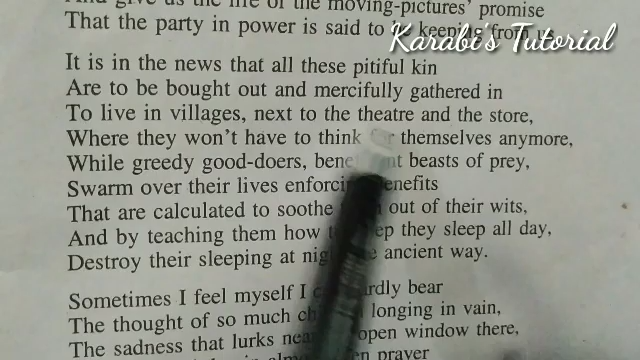 And give us the life of the moving-pictures' promise
That the party in power is said to be keeping from us.
Karabi's Tutorial
It is in the news that all these pitiful kin
Are to be bought out and mercifully gathered in
To live in villages, next to the theatre and the store,
Where they won't have to think for themselves anymore,
While greedy good-doers, bene nt beasts of prey,
Swarm over their lives enforcing benefits
That are calculated to soothe out of their wits,
And by teaching them how to sleep they sleep all day,
Destroy their sleeping at night the ancient way.
Sometimes I feel myself I can hardly bear
The thought of so much longing in vain,
The sadness that lurks near open window there,
prayer